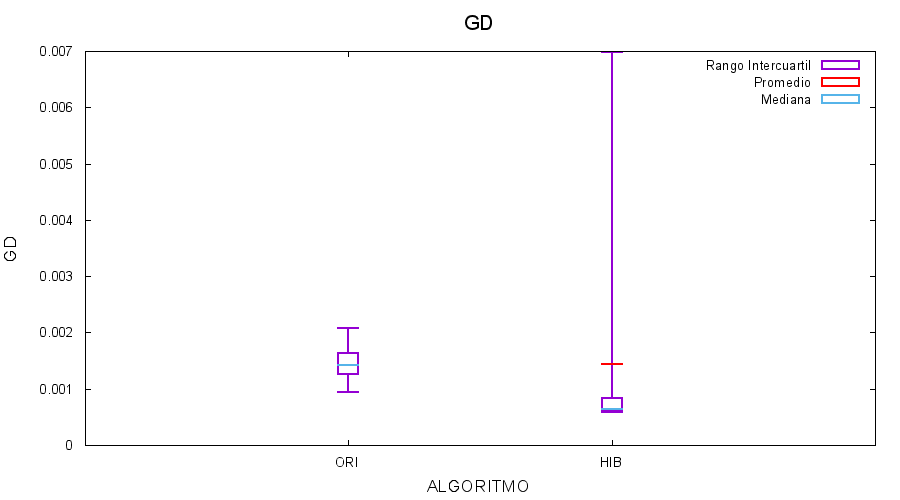 GD
0.007
0.006
0.005
0.004
0.003
0.002
0.001
0
GD
Rango Intercuartil
Promedio
Mediana
ORI
HIB
ALGORITMO